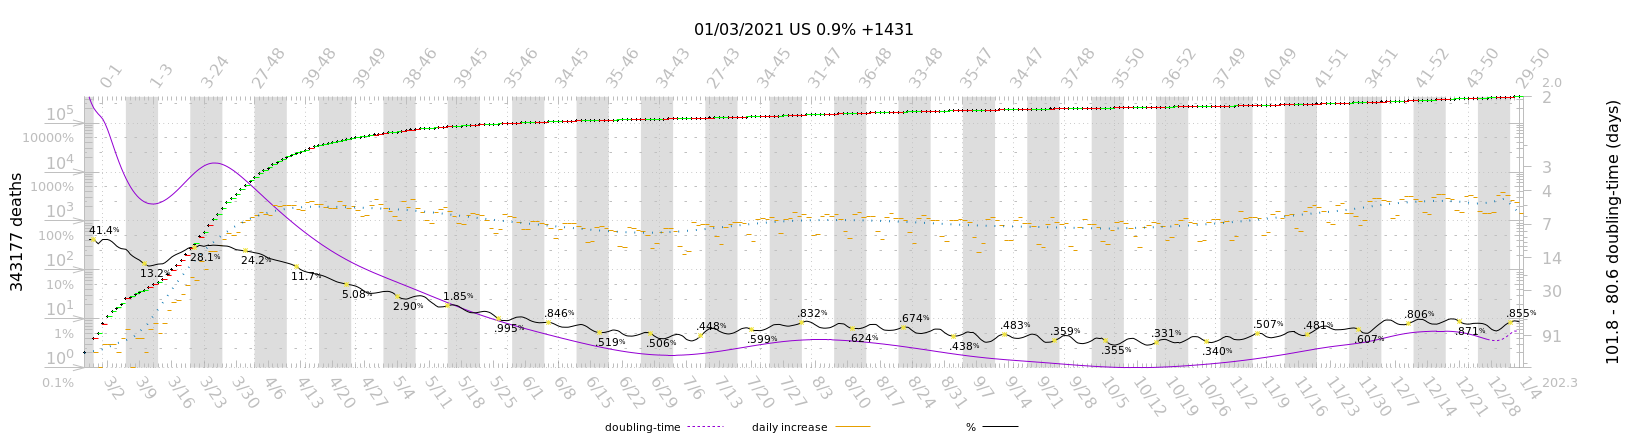 01/03/2021 US 0.9% +1431
0-1 1-3 3-24 27-48 39-48 39-49 38-46 39-45 35-46 34-45 35-46 34-43 27-43 34-45 31-47 36-48 33-48 35-47 34-47 37-48 35-50 36-52 37-49 40-49 41-51 34-51 41-52 43-50 29-50
2.0
10⁵ 2
10000%
10⁴ 3
1000% 4
10³ 7
100%
10² 14
10% 30
10¹
1% 91
10⁰
0.1% 202.3
343177 deaths
101.8 - 80.6 doubling-time (days)
41.4% 13.2% 28.1% 24.2% 11.7% 5.08% 2.90% 1.85% .995% .846% .519% .506% .448% .599% .832% .624% .674% .438% .483% .359% .355% .331% .340% .507% .481% .607% .806% .871% .855%
3/2 3/9 3/16 3/23 3/30 4/6 4/13 4/20 4/27 5/4 5/11 5/18 5/25 6/1 6/8 6/15 6/22 6/29 7/6 7/13 7/20 7/27 8/3 8/10 8/17 8/24 8/31 9/7 9/14 9/21 9/28 10/5 10/12 10/19 10/26 11/2 11/9 11/16 11/23 11/30 12/7 12/14 12/21 12/28 1/4
doubling-time daily increase %